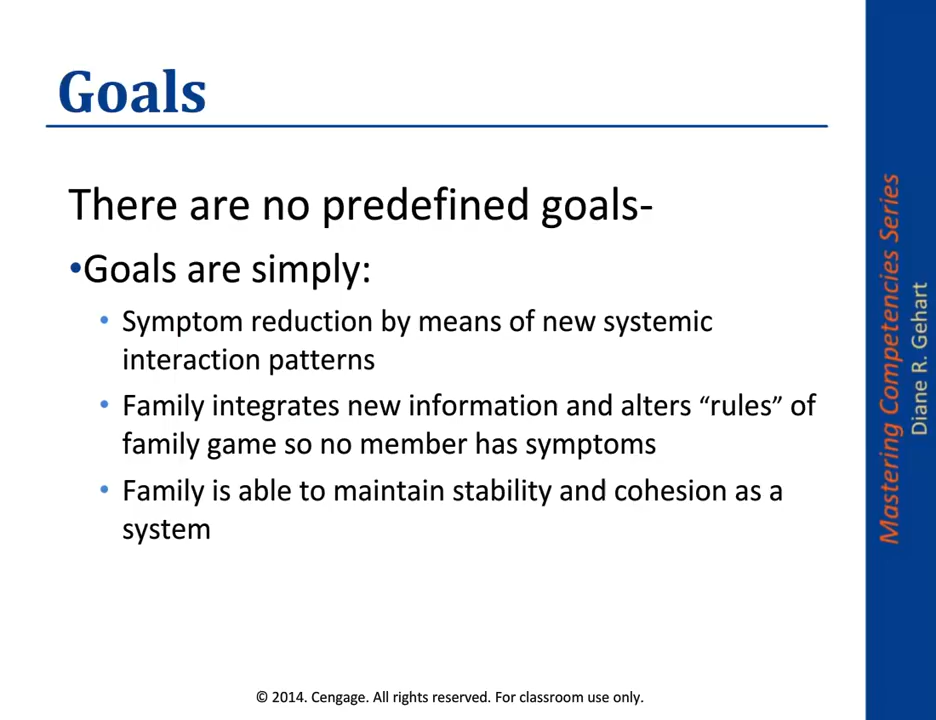 Goals
There are no predefined goals-
•Goals are simply:
• Symptom reduction by means of new systemic
interaction patterns
• Family integrates new information and alters “rules” of
family game so no member has symptoms
• Family is able to maintain stability and cohesion as a
system
© 2014. Cengage. All rights reserved. For classroom use only.
Mastering Competencies Series
Diane R. Gehart